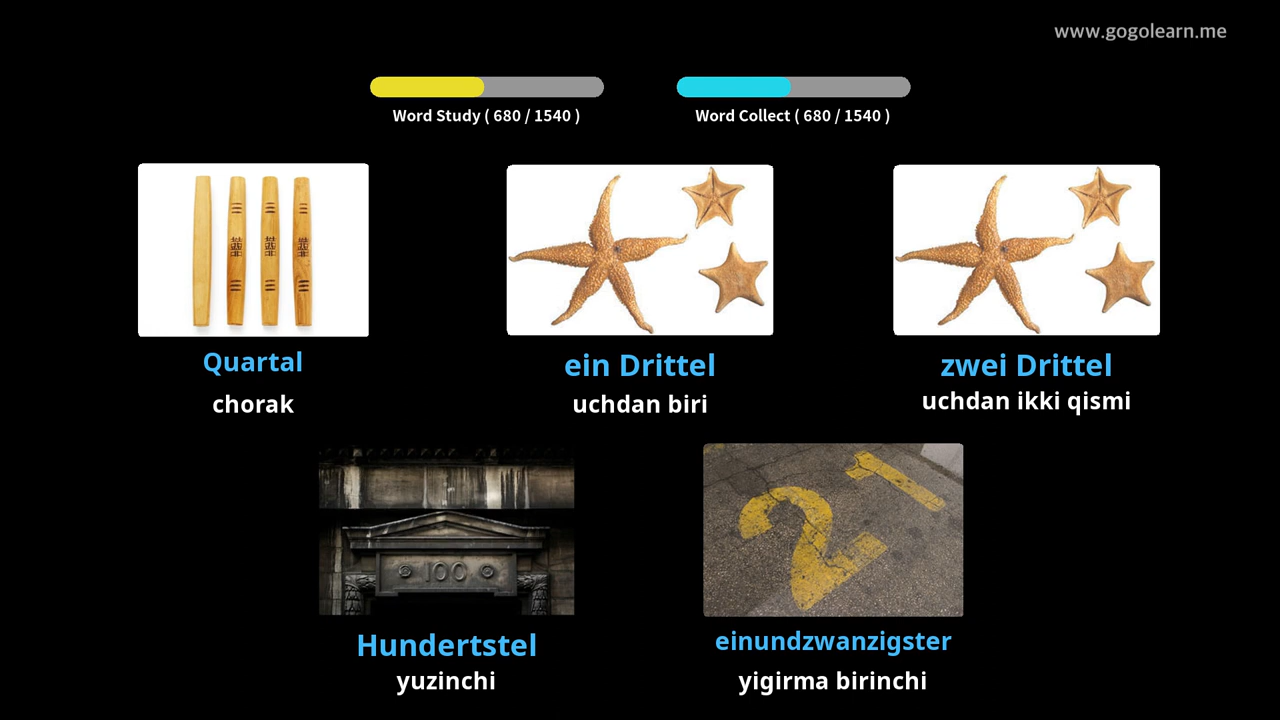 www.gogolearn.me
Word Study ( 680 / 1540 )
Word Collect ( 680 / 1540 )
Quartal
chorak
ein Drittel
uchdan biri
zwei Drittel
uchdan ikki qismi
100
21
Hundertstel
yuzinchi
einundzwanzigster
yigirma birinchi